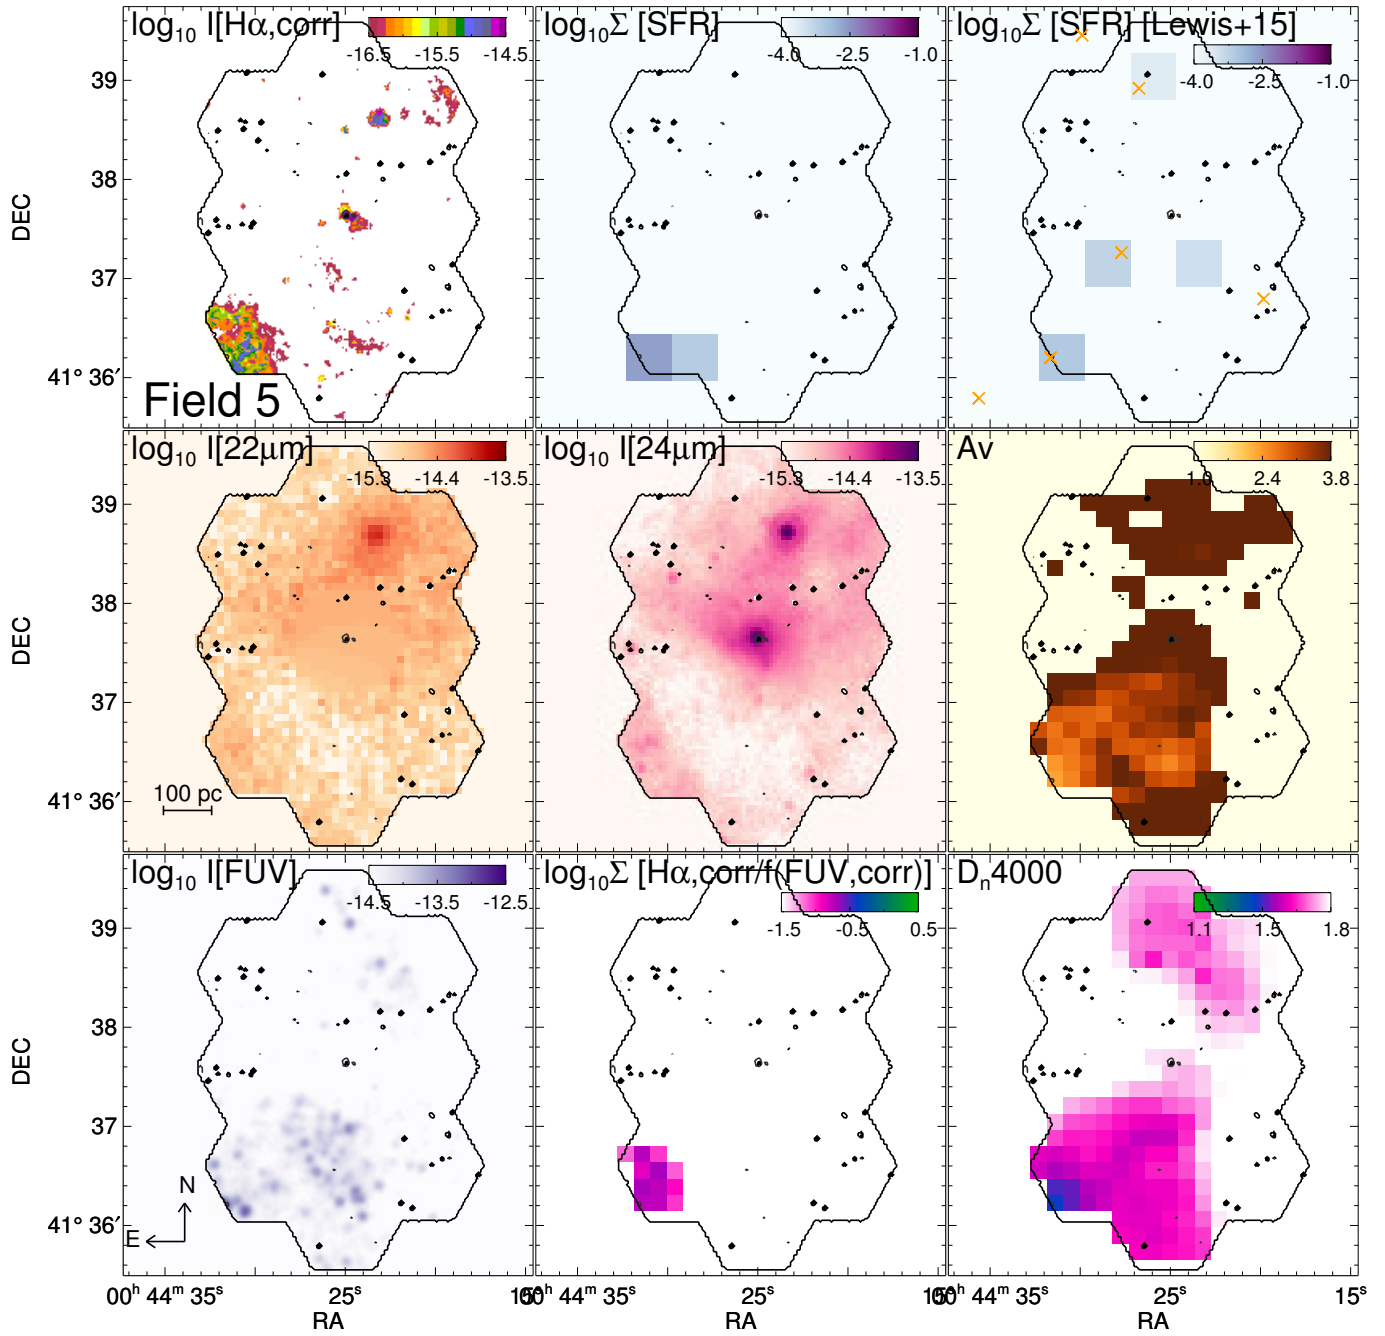 log₁₀ I[Hα,corr]
-16.5 -15.5 -14.5
log₁₀Σ [SFR]
-4.0 -2.5 -1.0
log₁₀Σ [SFR] [Lewis+15]
-4.0 -2.5 -1.0
39
38
DEC
37
41° 36′
Field 5
log₁₀ I[22μm]
-15.3 -14.4 -13.5
log₁₀ I[24μm]
-15.3 -14.4 -13.5
Av
1.0 2.4 3.8
39
38
DEC
37
41° 36′
100 pc
log₁₀ I[FUV]
-14.5 -13.5 -12.5
log₁₀Σ [Hα,corr/f(FUV,corr)]
-1.5 -0.5 0.5
Dₙ4000
1.1 1.5 1.8
39
38
DEC
37
41° 36′
N
E
00ʰ 44ᵐ 35ˢ 25ˢ
RA
00ʰ 44ᵐ 35ˢ 25ˢ
RA
00ʰ 44ᵐ 35ˢ 25ˢ 15ˢ
RA